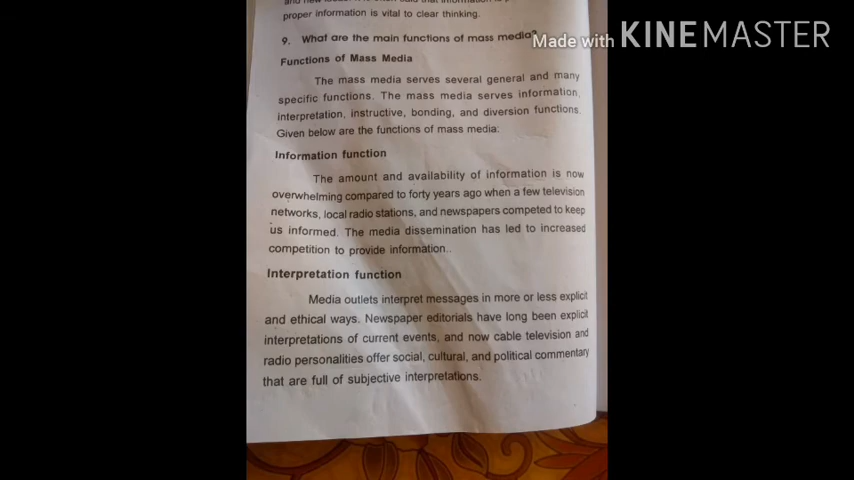 proper information is vital to clear thinking.
9. What are the main functions of mass media?
Made with KINEMASTER
Functions of Mass Media
The mass media serves several general and many
specific functions. The mass media serves information,
interpretation, instructive, bonding, and diversion functions.
Given below are the functions of mass media:
Information function
The amount and availability of information is now
overwhelming compared to forty years ago when a few television
networks, local radio stations, and newspapers competed to keep
us informed. The media dissemination has led to increased
competition to provide information..
Interpretation function
Media outlets interpret messages in more or less explicit
and ethical ways. Newspaper editorials have long been explicit
interpretations of current events, and now cable television and
radio personalities offer social, cultural, and political commentary
that are full of subjective interpretations.